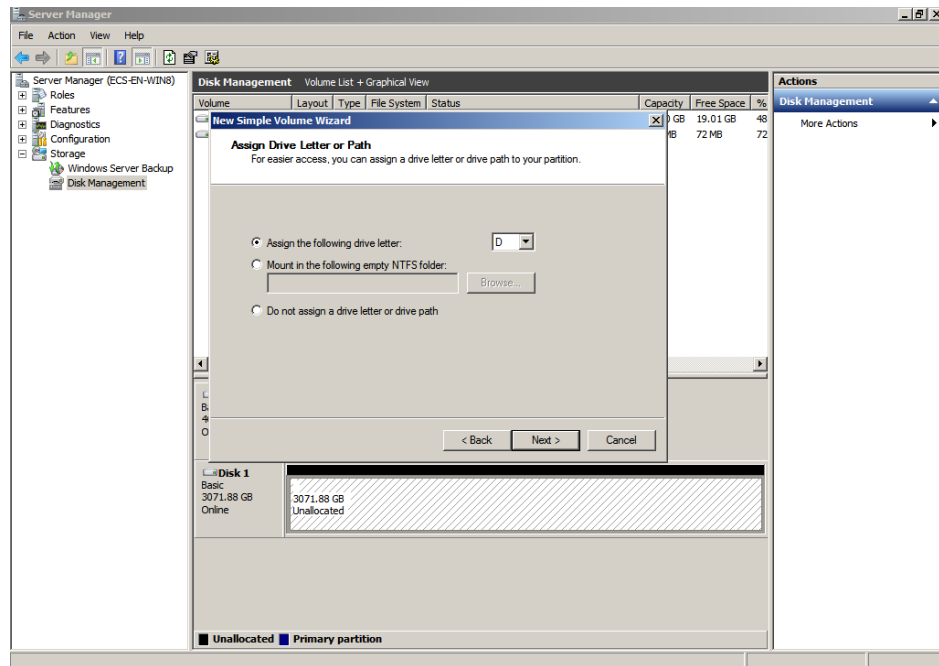 Server Manager
File Action View Help
Server Manager (ECS-EN-WIN8)
Roles
Features
Diagnostics
Configuration
Storage
Windows Server Backup
Disk Management
Disk Management Volume List + Graphical View
Volume Layout Type File System Status Capacity Free Space %
GB 19.01 GB 48
MB 72 MB 72
New Simple Volume Wizard
Assign Drive Letter or Path
For easier access, you can assign a drive letter or drive path to your partition.
Assign the following drive letter: D
Mount in the following empty NTFS folder:
Browse...
Do not assign a drive letter or drive path
< Back Next > Cancel
Disk 1
Basic
3071.88 GB
Online
3071.88 GB
Unallocated
Unallocated Primary partition
Actions
Disk Management
More Actions